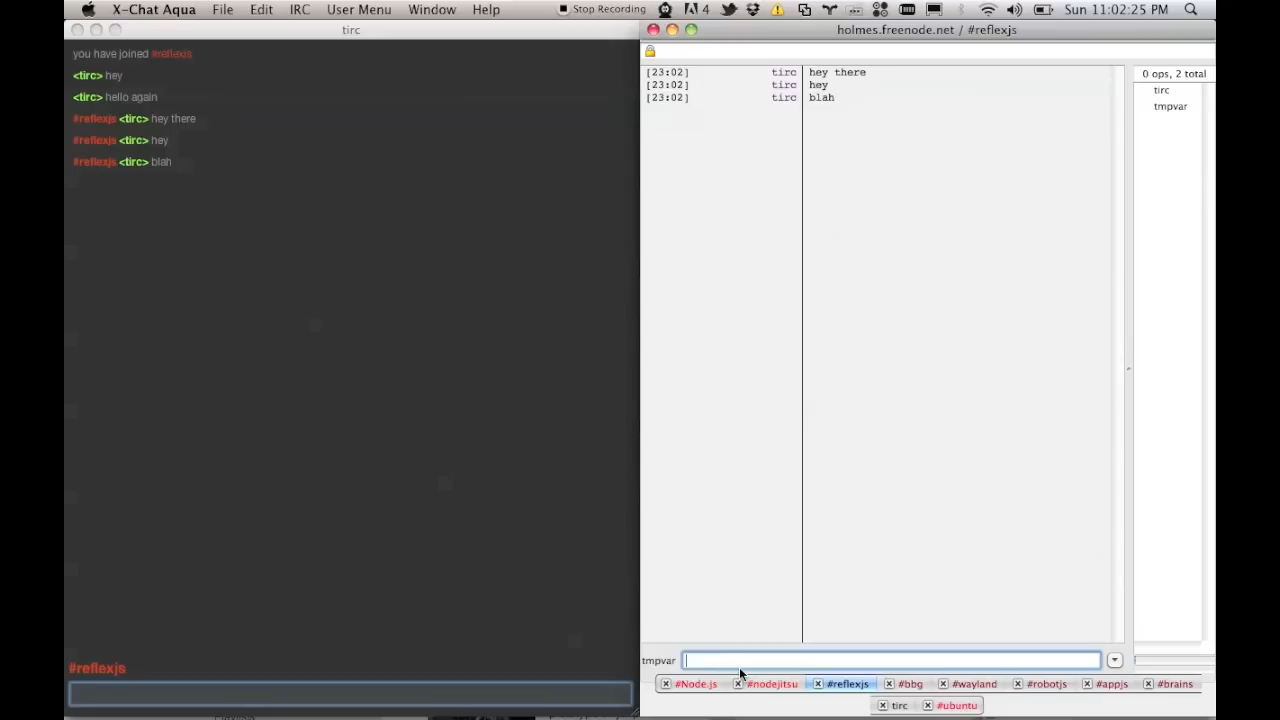 X-Chat Aqua File Edit IRC User Menu Window Help Stop Recording 4 Sun 11:02:25 PM
tirc
you have joined #reflexjs
<tirc> hey
<tirc> hello again
#reflexjs <tirc> hey there
#reflexjs <tirc> hey
#reflexjs <tirc> blah
#reflexjs
holmes.freenode.net / #reflexjs
[23:02] tirc hey there
[23:02] tirc hey
[23:02] tirc blah
0 ops, 2 total
tirc
tmpvar
tmpvar
#Node.js #nodejitsu #reflexjs #bbg #wayland #robotjs #appjs #brains
tirc #ubuntu